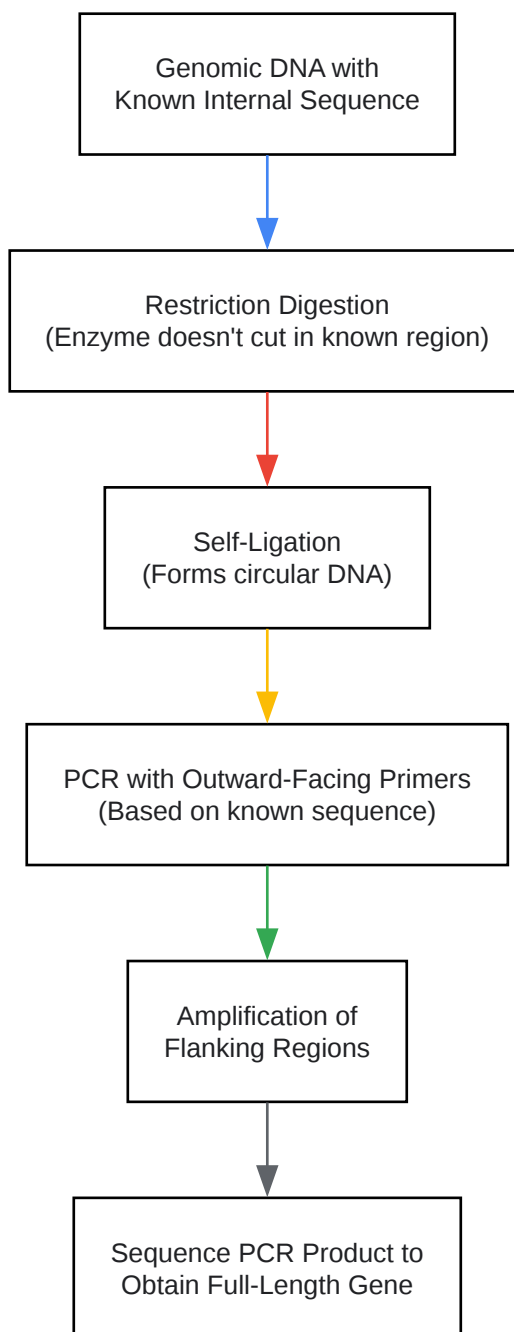 Genomic DNA with
Known Internal Sequence
Restriction Digestion
(Enzyme doesn't cut in known region)
Self-Ligation
(Forms circular DNA)
PCR with Outward-Facing Primers
(Based on known sequence)
Amplification of
Flanking Regions
Sequence PCR Product to
Obtain Full-Length Gene